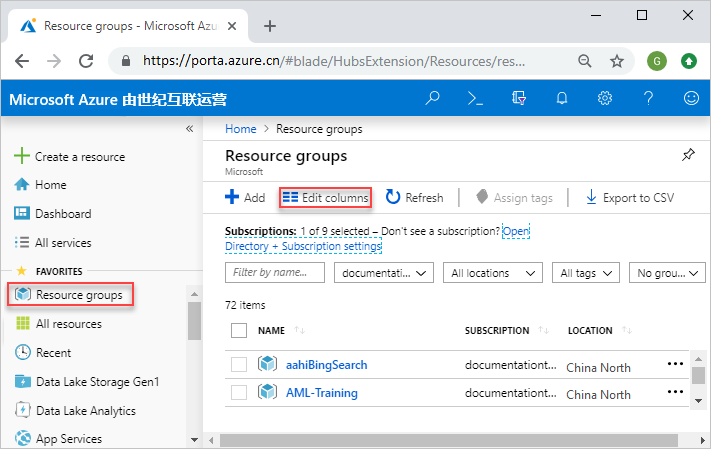 Resource groups - Microsoft Azu
https://porta.azure.cn/#blade/HubsExtension/Resources/res...
G
Microsoft Azure 由世纪互联运营
Create a resource
Home
Dashboard
All services
FAVORITES
Resource groups
All resources
Recent
Data Lake Storage Gen1
Data Lake Analytics
App Services
Home > Resource groups
Resource groups
Microsoft
Add
Edit columns
Refresh
Assign tags
Export to CSV
Subscriptions: 1 of 9 selected – Don't see a subscription? Open
Directory + Subscription settings
Filter by name...
documentati...
All locations
All tags
No grou...
72 items
NAME
SUBSCRIPTION
LOCATION
aahiBingSearch
documentationt...
China North
AML-Training
documentationt...
China North